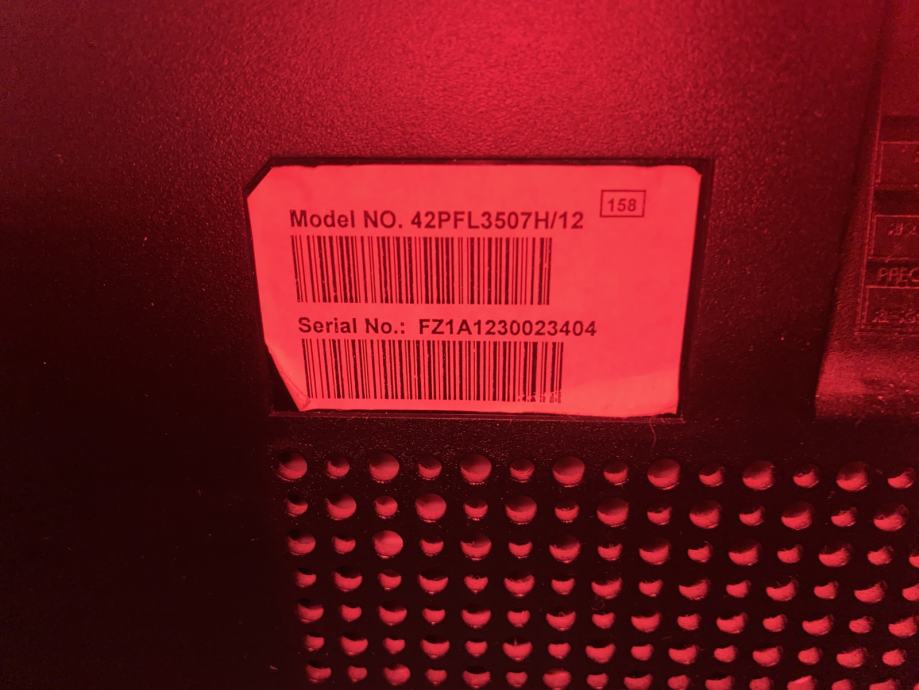 158
Model NO. 42PFL3507H/12
Serial No.: FZ1A1230023404